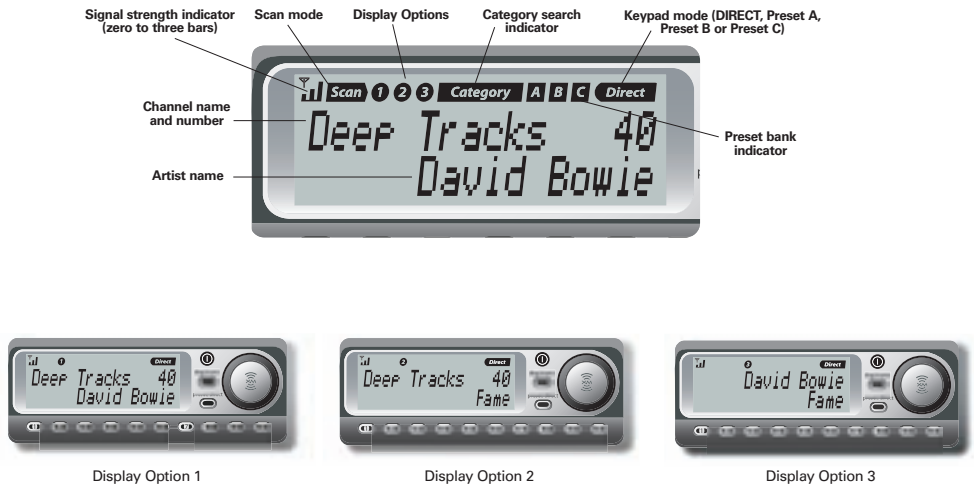 Signal strength indicator
(zero to three bars)
Scan mode
Display Options
Category search
indicator
Keypad mode (DIRECT, Preset A,
Preset B or Preset C)
Scan 1 2 3 Category A B C Direct
Channel name
and number
Deep Tracks 40
Preset bank
indicator
Artist name
David Bowie
1 Direct
Deep Tracks 40
David Bowie
2 Direct
Deep Tracks 40
Fame
3 Direct
David Bowie
Fame
Display Option 1
Display Option 2
Display Option 3